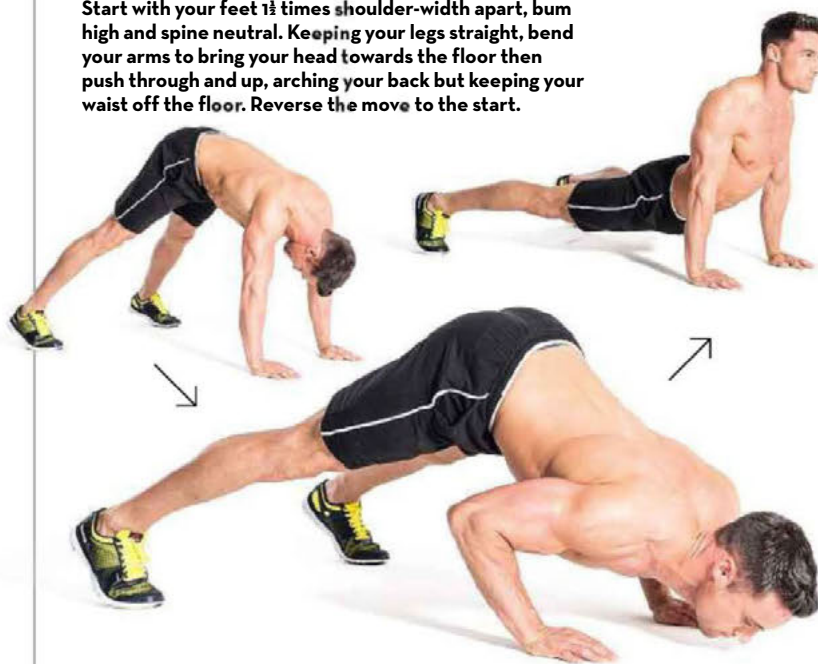 Start with your feet 1½ times shoulder-width apart, bum
high and spine neutral. Keeping your legs straight, bend
your arms to bring your head towards the floor then
push through and up, arching your back but keeping your
waist off the floor. Reverse the move to the start.